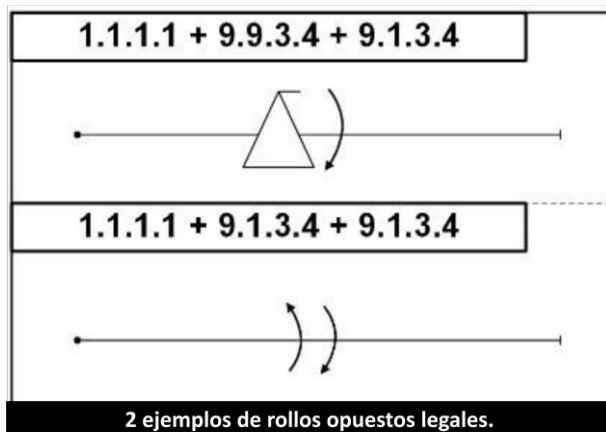 1.1.1.1 + 9.9.3.4 + 9.1.3.4
1.1.1.1 + 9.1.3.4 + 9.1.3.4
2 ejemplos de rollos opuestos legales.